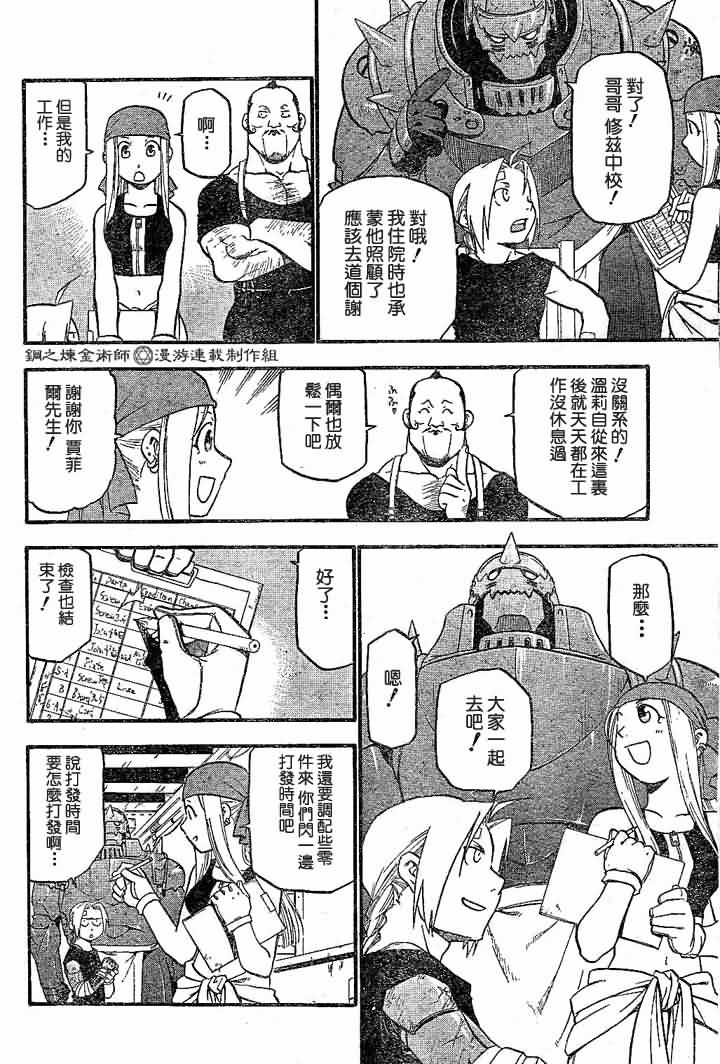 對了！
哥哥 修茲中校！
對哦！
我住院時也承
蒙他照顧了
應該去道個謝
啊…
但是我的
工作…
鋼之煉金術師
漫游連載制作組
沒關系的！
溫莉自從來這裏
後就天天都在工
作沒休息過
偶爾也放
鬆一下吧
謝謝你 賈菲
爾先生！
那麼…
大家一起
去吧！
嗯！
好了…
檢查也結
束了！
Parts
Condition
Plate
我還要調配些零
件來 你們閃一邊
打發時間吧
說打發時間
要怎麼打發啊…